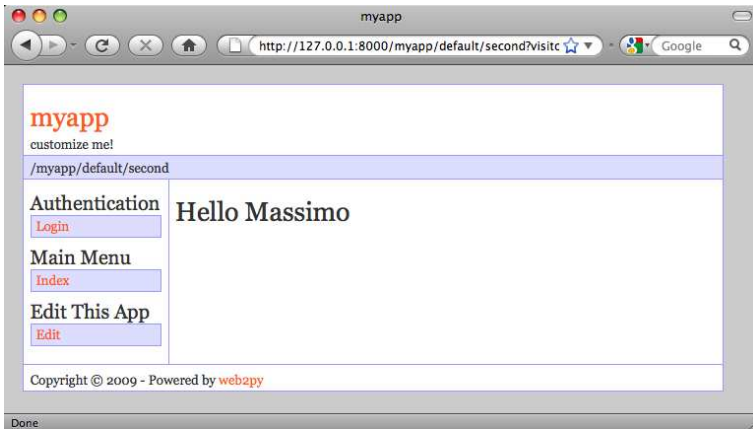 myapp
http://127.0.0.1:8000/myapp/default/second?visitc
Google
myapp
customize me!
/myapp/default/second
Authentication
Login
Main Menu
Index
Edit This App
Edit
Hello Massimo
Copyright © 2009 - Powered by web2py
Done